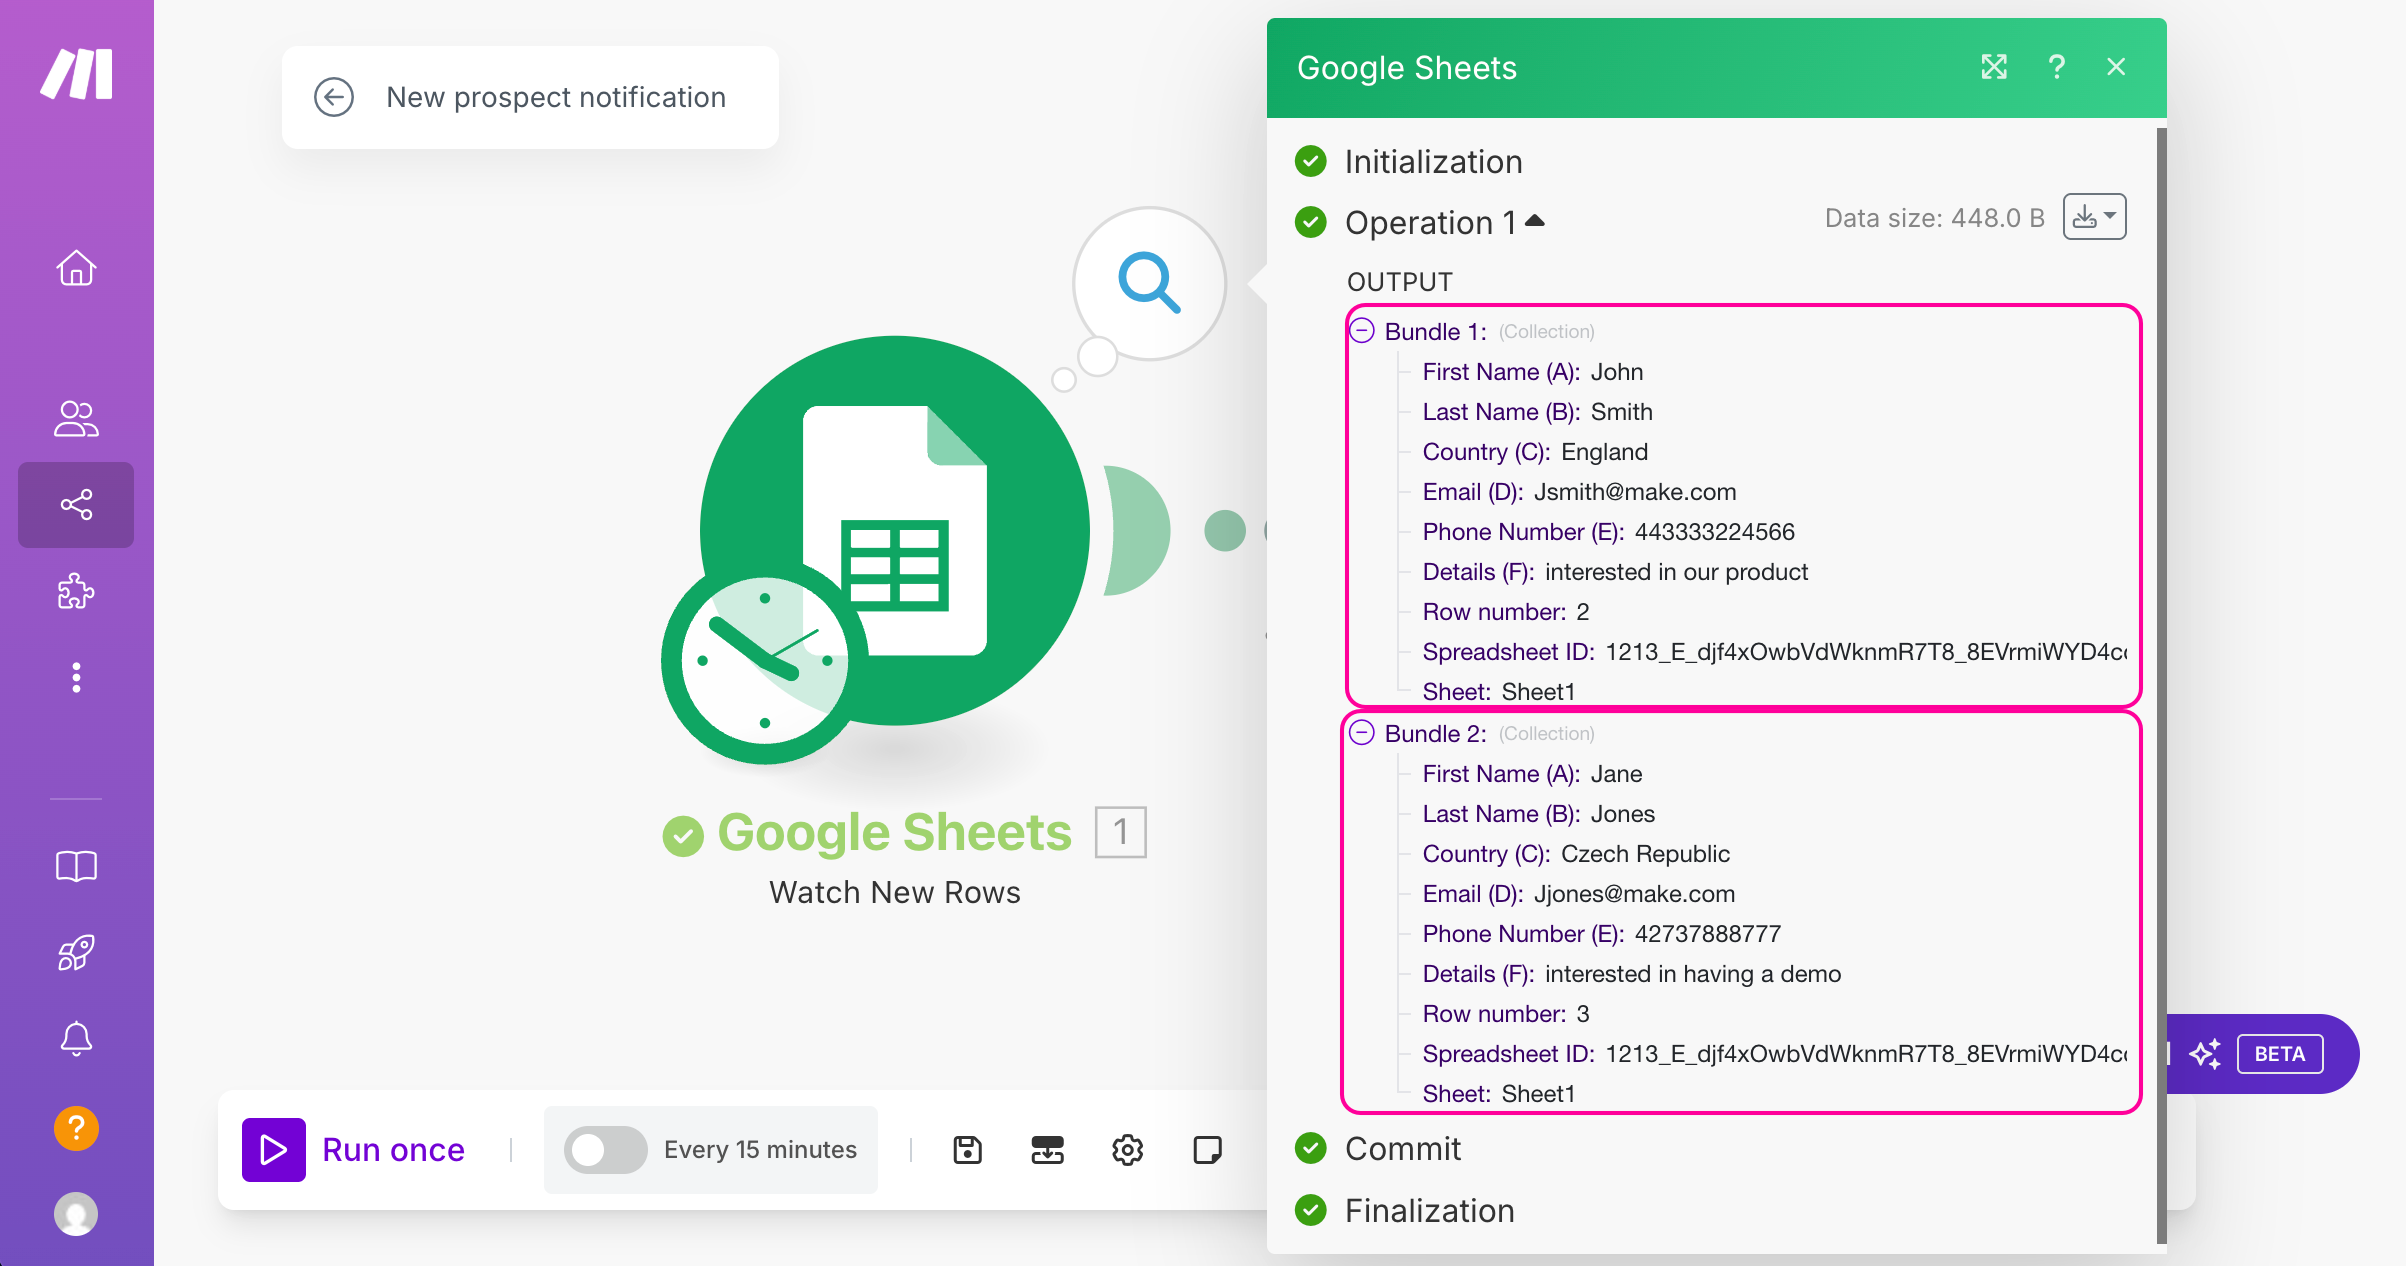 New prospect notification
Google Sheets
?
Initialization
Operation 1
Data size: 448.0 B
OUTPUT
Bundle 1: (Collection)
First Name (A): John
Last Name (B): Smith
Country (C): England
Email (D): Jsmith@make.com
Phone Number (E): 443333224566
Details (F): interested in our product
Row number: 2
Spreadsheet ID: 1213_E_djf4xOwbVdWknmR7T8_8EVrmiWYD4c
Sheet: Sheet1
Bundle 2: (Collection)
First Name (A): Jane
Last Name (B): Jones
Country (C): Czech Republic
Email (D): Jjones@make.com
Phone Number (E): 42737888777
Details (F): interested in having a demo
Row number: 3
Spreadsheet ID: 1213_E_djf4xOwbVdWknmR7T8_8EVrmiWYD4c
Sheet: Sheet1
Commit
Finalization
Google Sheets 1
Watch New Rows
BETA
?
Run once
Every 15 minutes